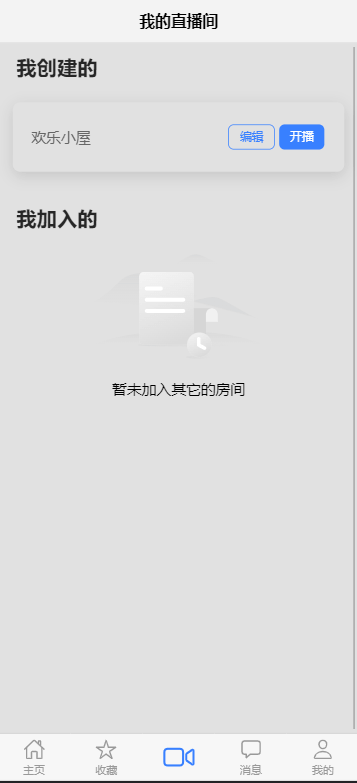 我的直播间
我创建的
欢乐小屋 编辑 开播
我加入的
暂未加入其它的房间
主页 收藏 消息 我的